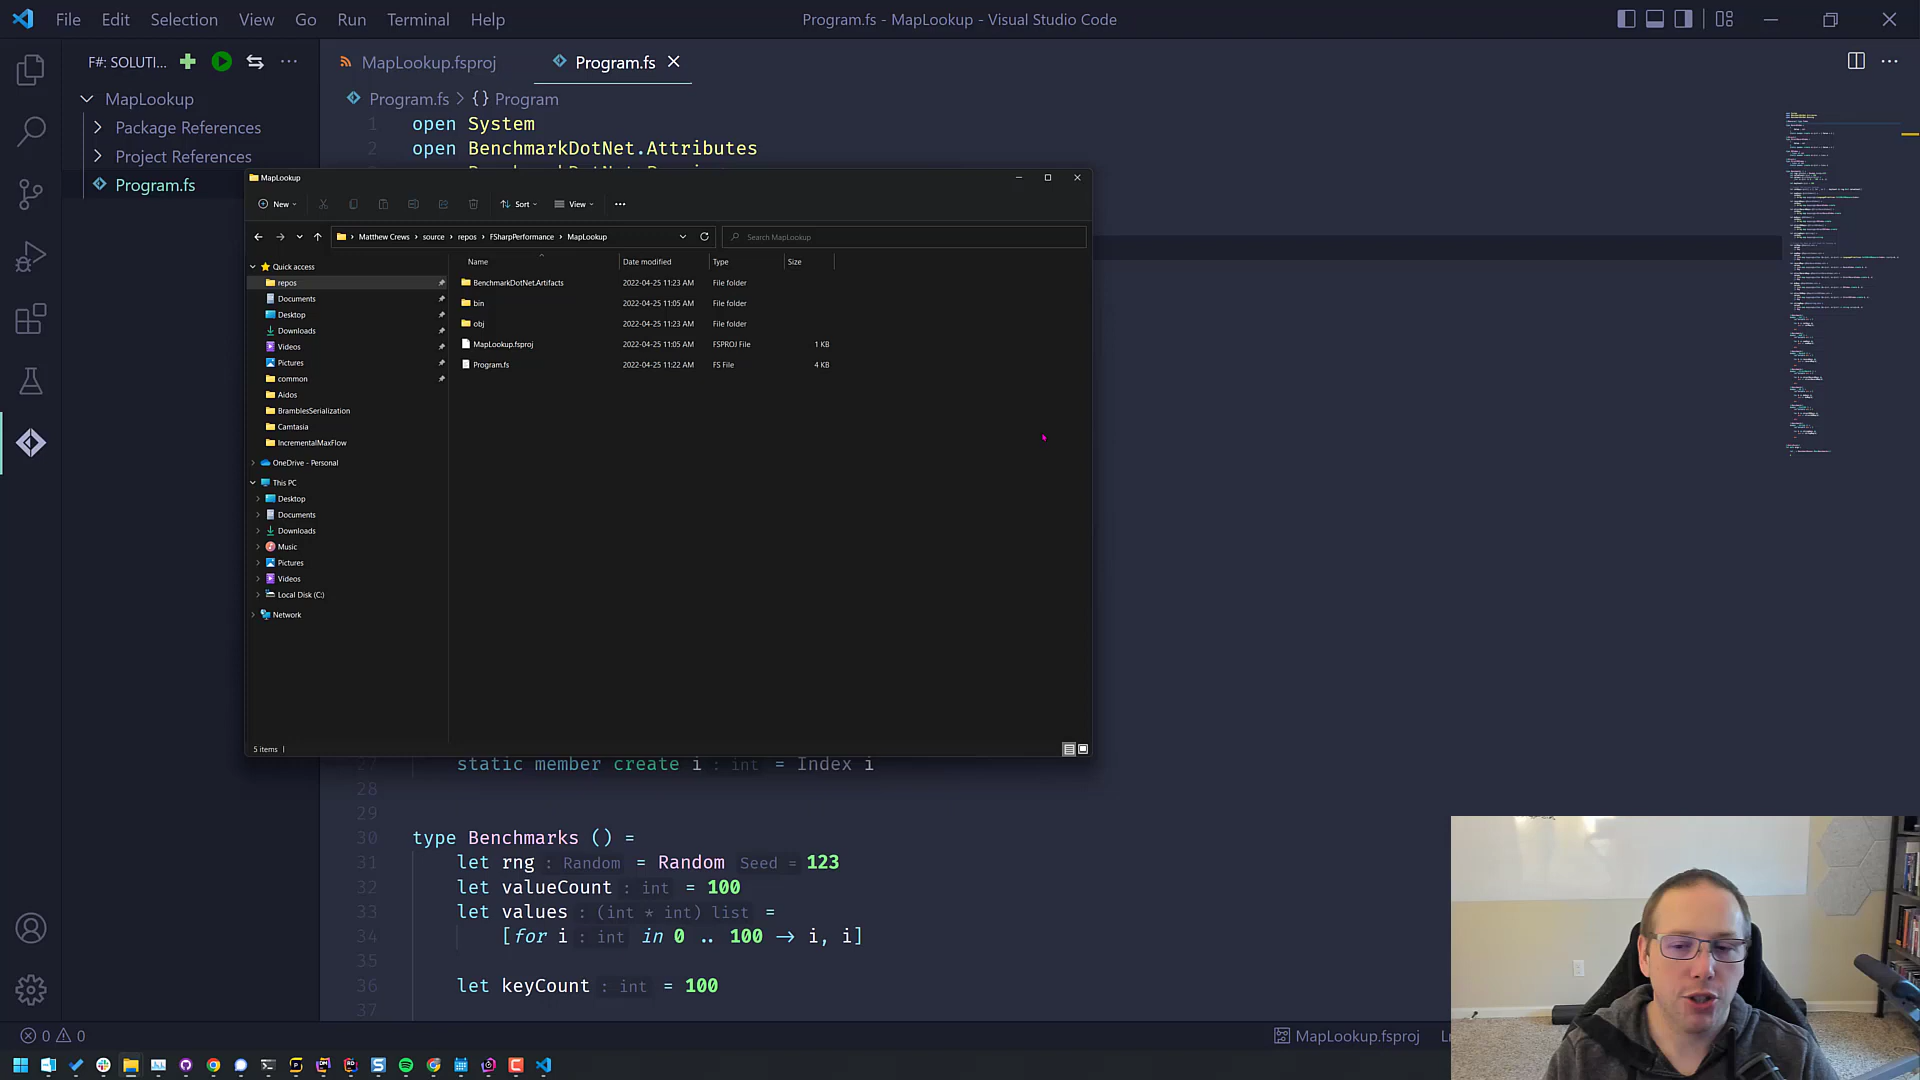 File Edit Selection View Go Run Terminal Help
Program.fs - MapLookup - Visual Studio Code
F#: SOLUTI...
MapLookup
Package References
Project References
Program.fs
MapLookup.fsproj
Program.fs
Program.fs > {} Program
1 open System
2 open BenchmarkDotNet.Attributes
MapLookup
New
Sort
View
Matthew Crews > source > repos > FSharpPerformance > MapLookup
Search MapLookup
Name Date modified Type Size
BenchmarkDotNet.Artifacts 2022-04-25 11:23 AM File folder
bin 2022-04-25 11:05 AM File folder
obj 2022-04-25 11:23 AM File folder
MapLookup.fsproj 2022-04-25 11:05 AM FSPROJ File 1 KB
Program.fs 2022-04-25 11:22 AM FS File 4 KB
Quick access
repos
Documents
Desktop
Downloads
Videos
Pictures
common
Aidos
BramblesSerialization
Camtasia
IncrementalMaxFlow
OneDrive - Personal
This PC
Desktop
Documents
Downloads
Music
Pictures
Videos
Local Disk (C:)
Network
5 items
27 static member create i : int = Index i
28
29
30 type Benchmarks () =
31 let rng : Random = Random Seed = 123
32 let valueCount : int = 100
33 let values : (int * int) list =
34 [for i : int in 0 .. 100 -> i, i]
35
36 let keyCount : int = 100
37
0 0
MapLookup.fsproj